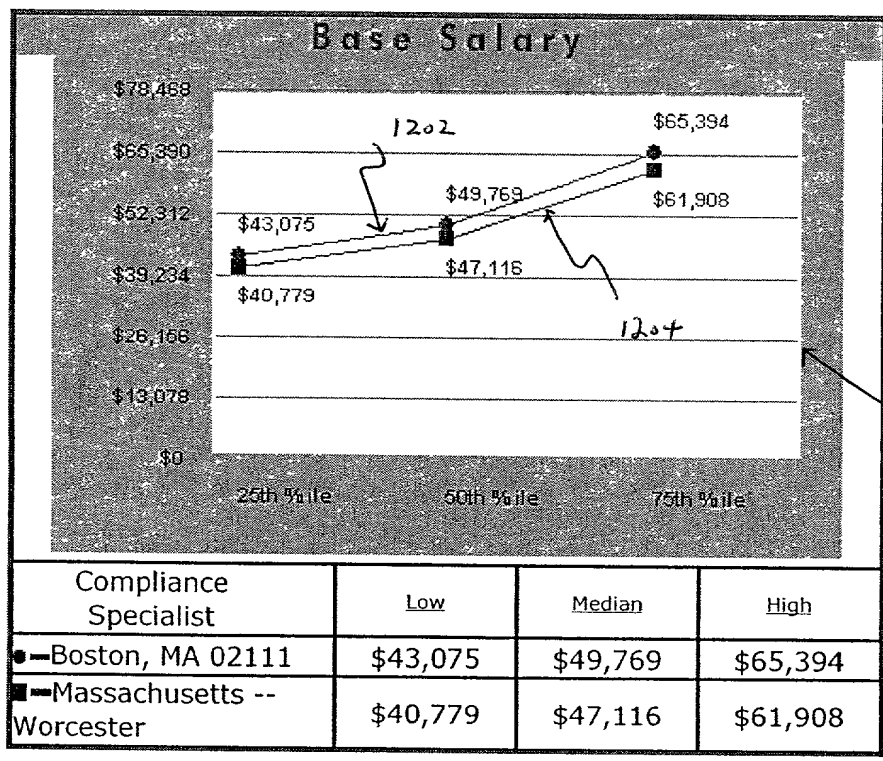 Base Salary
$78,468
$65,390
$52,312
$39,234
$26,156
$13,078
$0
1202
$43,075
$49,769
$65,394
$40,779
$47,116
$61,908
1204
25th %ile
50th %ile
75th %ile
Compliance
Specialist
Low
Median
High
Boston, MA 02111
$43,075
$49,769
$65,394
Massachusetts --
Worcester
$40,779
$47,116
$61,908